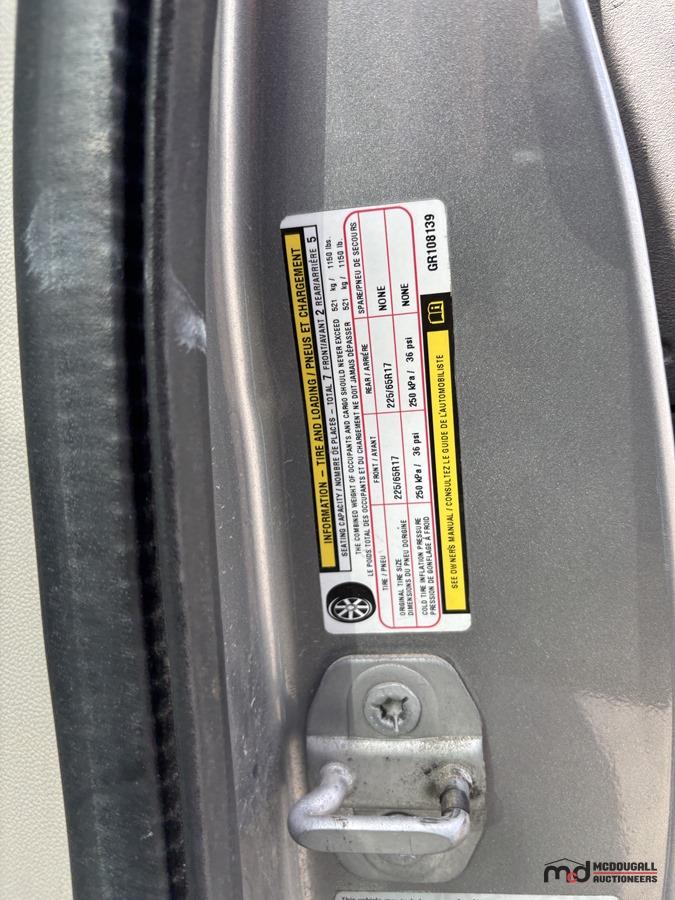 INFORMATION – TIRE AND LOADING / PNEUS ET CHARGEMENT
SEATING CAPACITY / NOMBRE DE PLACES – TOTAL 7 FRONT/AVANT 2 REAR/ARRIÈRE 5
THE COMBINED WEIGHT OF OCCUPANTS AND CARGO SHOULD NEVER EXCEED 521 kg / 1150 lbs.
LE POIDS TOTAL DES OCCUPANTS ET DU CHARGEMENT NE DOIT JAMAIS DÉPASSER 521 kg / 1150 lb.
TIRE / PNEU FRONT / AVANT REAR / ARRIÈRE SPARE/PNEU DE SECOURS
ORIGINAL TIRE SIZE
DIMENSIONS DU PNEU DORIGINE
225/65R17 225/65R17 NONE
COLD TIRE INFLATION PRESSURE
PRESSION DE GONFLAGE À FROID
250 kPa / 36 psi 250 kPa / 36 psi NONE
SEE OWNER'S MANUAL / CONSULTEZ LE GUIDE DE L'AUTOMOBILISTE
GR108139
md MCDOUGALL
AUCTIONEERS